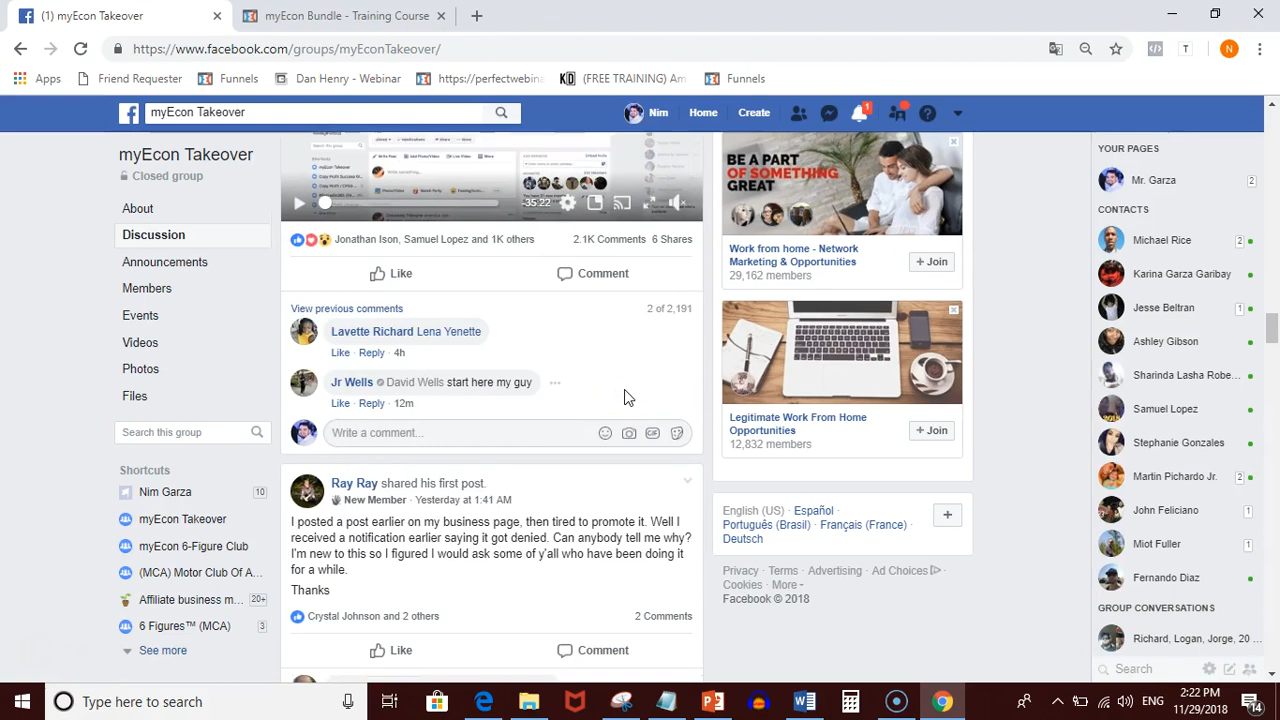 (1) myEcon Takeover
myEcon Bundle - Training Course
https://www.facebook.com/groups/myEconTakeover/
T
N
Apps
Friend Requester
Funnels
Dan Henry - Webinar
https://perfectwebina
KD
(FREE TRAINING) Am
Funnels
myEcon Takeover
Nim
Home
Create
1
myEcon Takeover
Closed group
About
Discussion
Announcements
Members
Events
Videos
Photos
Files
Search this group
Shortcuts
Nim Garza 10
myEcon Takeover
myEcon 6-Figure Club
(MCA) Motor Club Of A...
Affiliate business m... 20+
6 Figures™ (MCA) 3
See more
-35:22
Jonathan Ison, Samuel Lopez and 1K others
2.1K Comments 6 Shares
Like
Comment
View previous comments
2 of 2,191
Lavette Richard Lena Yenette
Like · Reply · 4h
Jr Wells David Wells start here my guy
Like · Reply · 12m
Write a comment...
GIF
Ray Ray shared his first post.
New Member · Yesterday at 1:41 AM
I posted a post earlier on my business page, then tired to promote it. Well I
received a notification earlier saying it got denied. Can anybody tell me why?
I'm new to this so I figured I would ask some of y'all who have been doing it
for a while.
Thanks
Crystal Johnson and 2 others
2 Comments
Like
Comment
BE A PART
OF SOMETHING
GREAT
Work from home - Network
Marketing & Opportunities
29,162 members
+ Join
Legitimate Work From Home
Opportunities
12,832 members
+ Join
English (US) · Español ·
Português (Brasil) · Français (France) ·
Deutsch
Privacy · Terms · Advertising · Ad Choices ·
Cookies · More
Facebook © 2018
YOUR PAGES
Mr. Garza 2
CONTACTS
Michael Rice 2
Karina Garza Garibay
Jesse Beltran 1
Ashley Gibson
Sharinda Lasha Robe...
Samuel Lopez
Stephanie Gonzales
Martin Pichardo Jr. 2
John Feliciano 1
Miot Fuller 1
Fernando Diaz
GROUP CONVERSATIONS
Richard, Logan, Jorge, 20 ...
Search
Type here to search
ENG
2:22 PM
11/29/2018
14